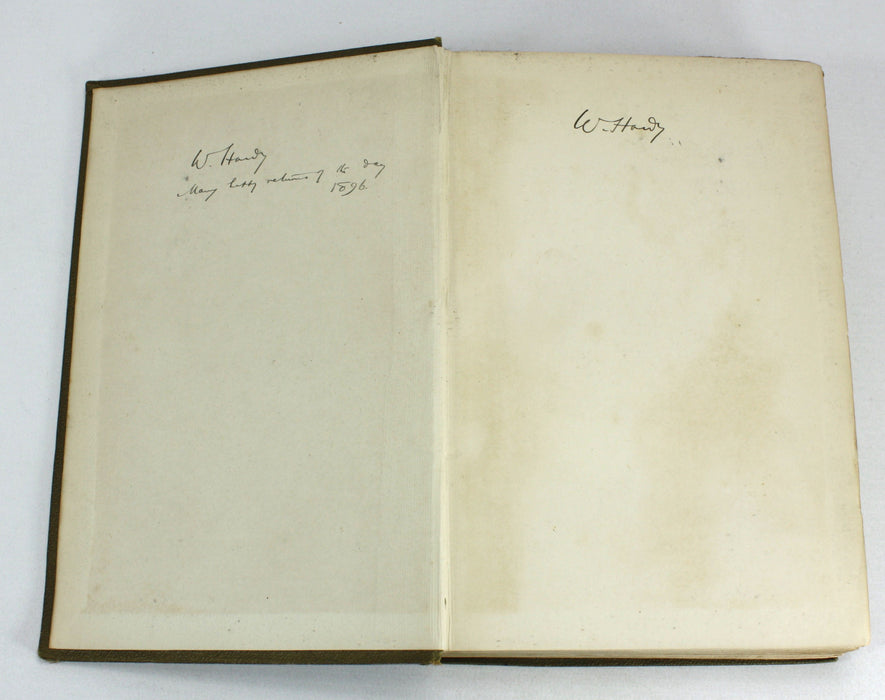 W. Hardy
Many happy returns of the day
1896.
W. Hardy